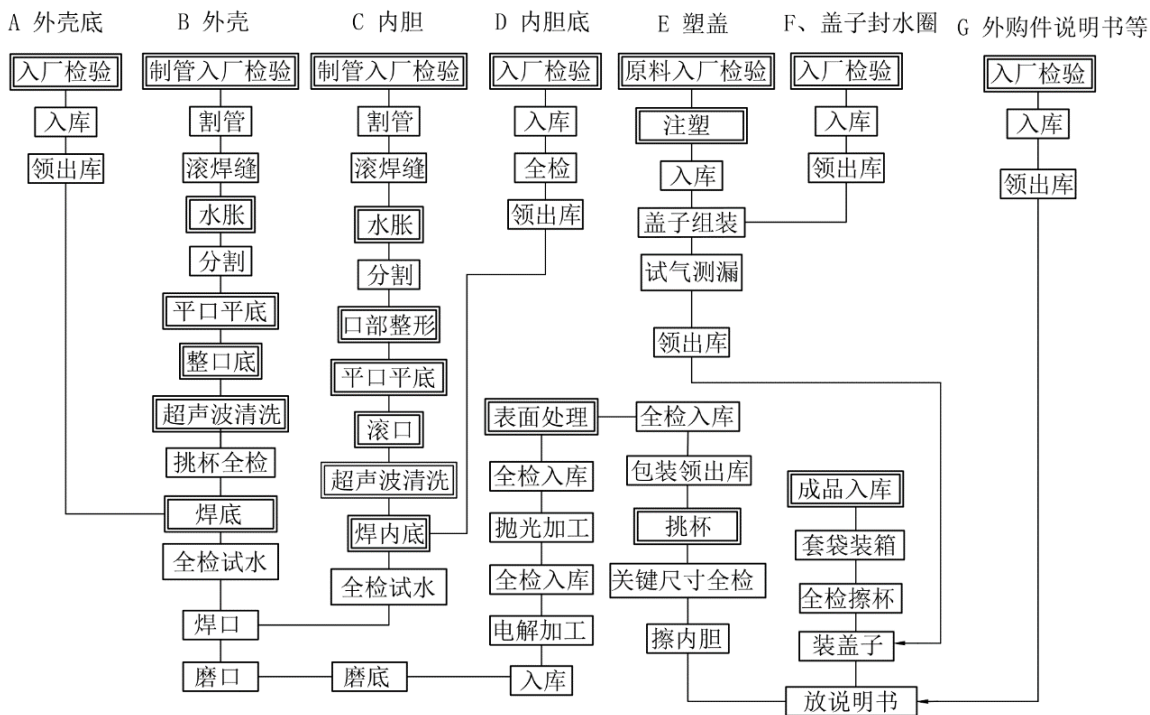 A 外壳底
入厂检验
入库
领出库
B 外壳
制管入厂检验
割管
滚焊缝
水胀
分割
平口平底
整口底
超声波清洗
挑杯全检
焊底
全检试水
焊口
磨口
C 内胆
制管入厂检验
割管
滚焊缝
水胀
分割
口部整形
平口平底
滚口
超声波清洗
焊内底
全检试水
磨底
D 内胆底
入厂检验
入库
全检
领出库
表面处理
全检入库
抛光加工
全检入库
电解加工
入库
E 塑盖
原料入厂检验
注塑
入库
盖子组装
试气测漏
领出库
全检入库
包装领出库
挑杯
关键尺寸全检
擦内胆
F、盖子封水圈
入厂检验
入库
领出库
成品入库
套袋装箱
全检擦杯
装盖子
放说明书
G 外购件说明书等
入厂检验
入库
领出库